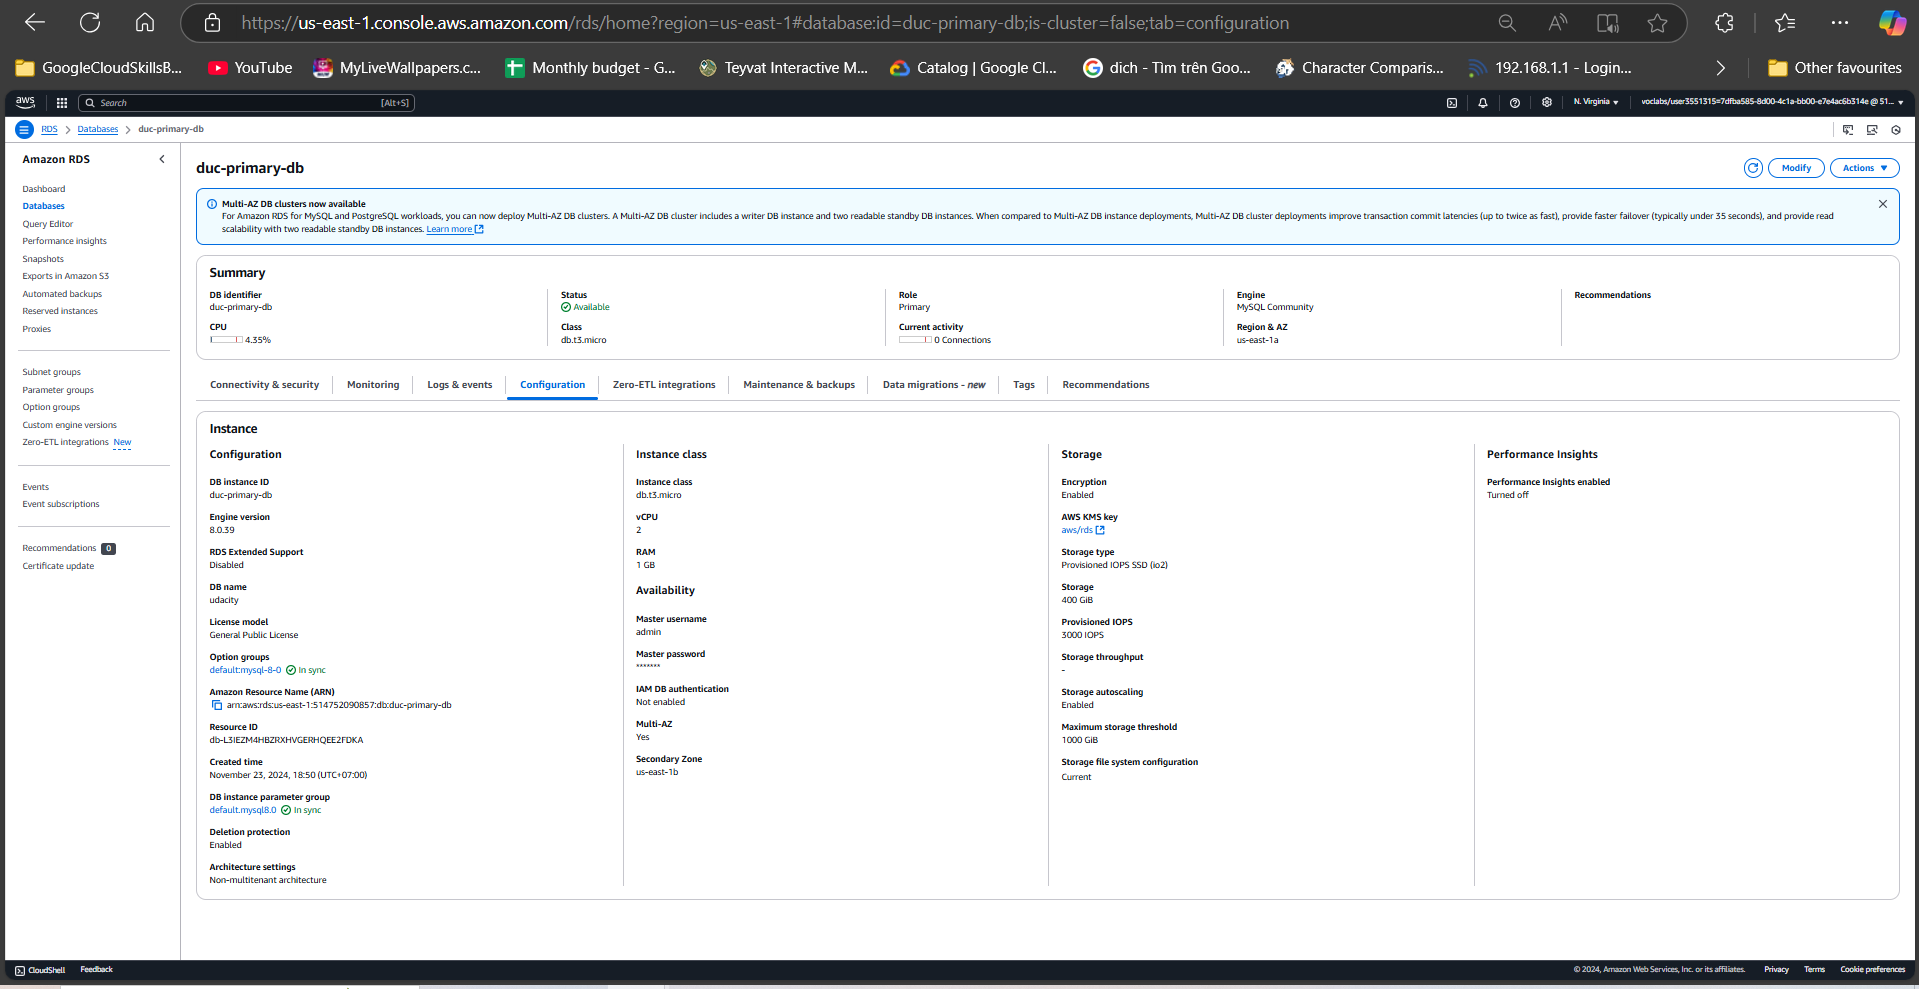 https://us-east-1.console.aws.amazon.com/rds/home?region=us-east-1#database:id=duc-primary-db;is-cluster=false;tab=configuration
GoogleCloudSkillsB... YouTube MyLiveWallpapers.c... Monthly budget - G... Teyvat Interactive M... Catalog | Google Cl... dich - Tìm trên Goo... Character Comparis... 192.168.1.1 - Login... Other favourites
aws Search [Alt+S] N. Virginia voclabs/user3551315=7dfba585-8d00-4c1a-bb00-e7e4ac6b314e @ 51...
RDS Databases duc-primary-db
Amazon RDS
Dashboard
Databases
Query Editor
Performance insights
Snapshots
Exports in Amazon S3
Automated backups
Reserved instances
Proxies
Subnet groups
Parameter groups
Option groups
Custom engine versions
Zero-ETL integrations New
Events
Event subscriptions
Recommendations 0
Certificate update
duc-primary-db
Modify
Actions
Multi-AZ DB clusters now available
For Amazon RDS for MySQL and PostgreSQL workloads, you can now deploy Multi-AZ DB clusters. A Multi-AZ DB cluster includes a writer DB instance and two readable standby DB instances. When compared to Multi-AZ DB instance deployments, Multi-AZ DB cluster deployments improve transaction commit latencies (up to twice as fast), provide faster failover (typically under 35 seconds), and provide read
scalability with two readable standby DB instances. Learn more
Summary
DB identifier
duc-primary-db
CPU
4.35%
Status
Available
Class
db.t3.micro
Role
Primary
Current activity
0 Connections
Engine
MySQL Community
Region & AZ
us-east-1a
Recommendations
Connectivity & security
Monitoring
Logs & events
Configuration
Zero-ETL integrations
Maintenance & backups
Data migrations - new
Tags
Recommendations
Instance
Configuration
DB instance ID
duc-primary-db
Engine version
8.0.39
RDS Extended Support
Disabled
DB name
udacity
License model
General Public License
Option groups
default:mysql-8-0 In sync
Amazon Resource Name (ARN)
arn:aws:rds:us-east-1:514752090857:db:duc-primary-db
Resource ID
db-L3IEZM4HBZRXHVGERHQEE2FDKA
Created time
November 23, 2024, 18:50 (UTC+07:00)
DB instance parameter group
default.mysql8.0 In sync
Deletion protection
Enabled
Architecture settings
Non-multitenant architecture
Instance class
Instance class
db.t3.micro
vCPU
2
RAM
1 GB
Availability
Master username
admin
Master password
*******
IAM DB authentication
Not enabled
Multi-AZ
Yes
Secondary Zone
us-east-1b
Storage
Encryption
Enabled
AWS KMS key
aws/rds
Storage type
Provisioned IOPS SSD (io2)
Storage
400 GiB
Provisioned IOPS
3000 IOPS
Storage throughput
-
Storage autoscaling
Enabled
Maximum storage threshold
1000 GiB
Storage file system configuration
Current
Performance Insights
Performance Insights enabled
Turned off
CloudShell Feedback © 2024, Amazon Web Services, Inc. or its affiliates. Privacy Terms Cookie preferences